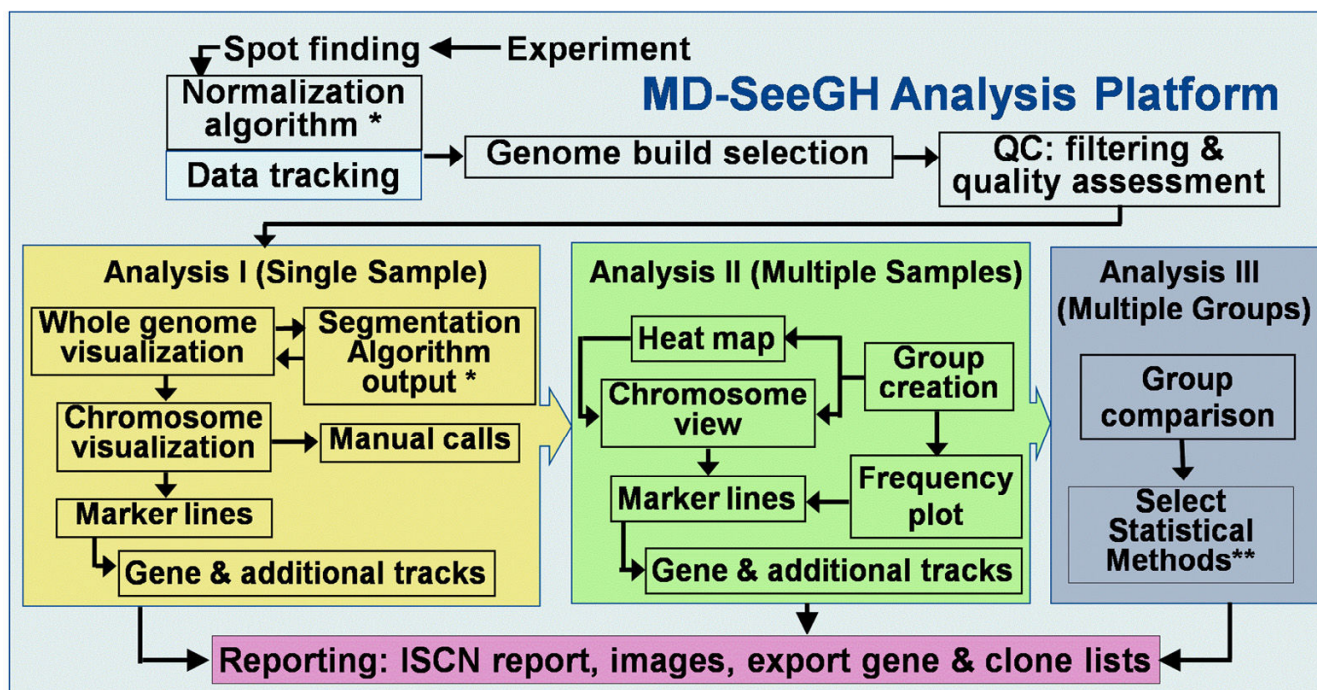 Spot finding
Experiment
MD-SeeGH Analysis Platform
Normalization
algorithm *
Data tracking
Genome build selection
QC: filtering &
quality assessment
Analysis I (Single Sample)
Whole genome
visualization
Segmentation
Algorithm
output *
Chromosome
visualization
Manual calls
Marker lines
Gene & additional tracks
Analysis II (Multiple Samples)
Heat map
Group
creation
Chromosome
view
Marker lines
Frequency
plot
Gene & additional tracks
Analysis III
(Multiple Groups)
Group
comparison
Select
Statistical
Methods**
Reporting: ISCN report, images, export gene & clone lists